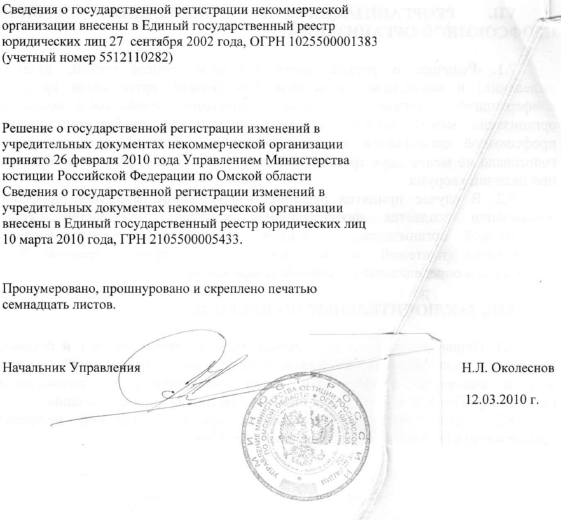 Сведения о государственной регистрации некоммерческой
организации внесены в Единый государственный реестр
юридических лиц 27 сентября 2002 года, ОГРН 1025500001383
(учетный номер 5512110282)
Решение о государственной регистрации изменений в
учредительных документах некоммерческой организации
принято 26 февраля 2010 года Управлением Министерства
юстиции Российской Федерации по Омской области
Сведения о государственной регистрации изменений в
учредительных документах некоммерческой организации
внесены в Единый государственный реестр юридических лиц
10 марта 2010 года, ГРН 2105500005433.
Пронумеровано, прошнуровано и скреплено печатью
семнадцать листов.
Начальник Управления Н.Л. Околеснов
12.03.2010 г.
МИНЮСТ РОССИИ